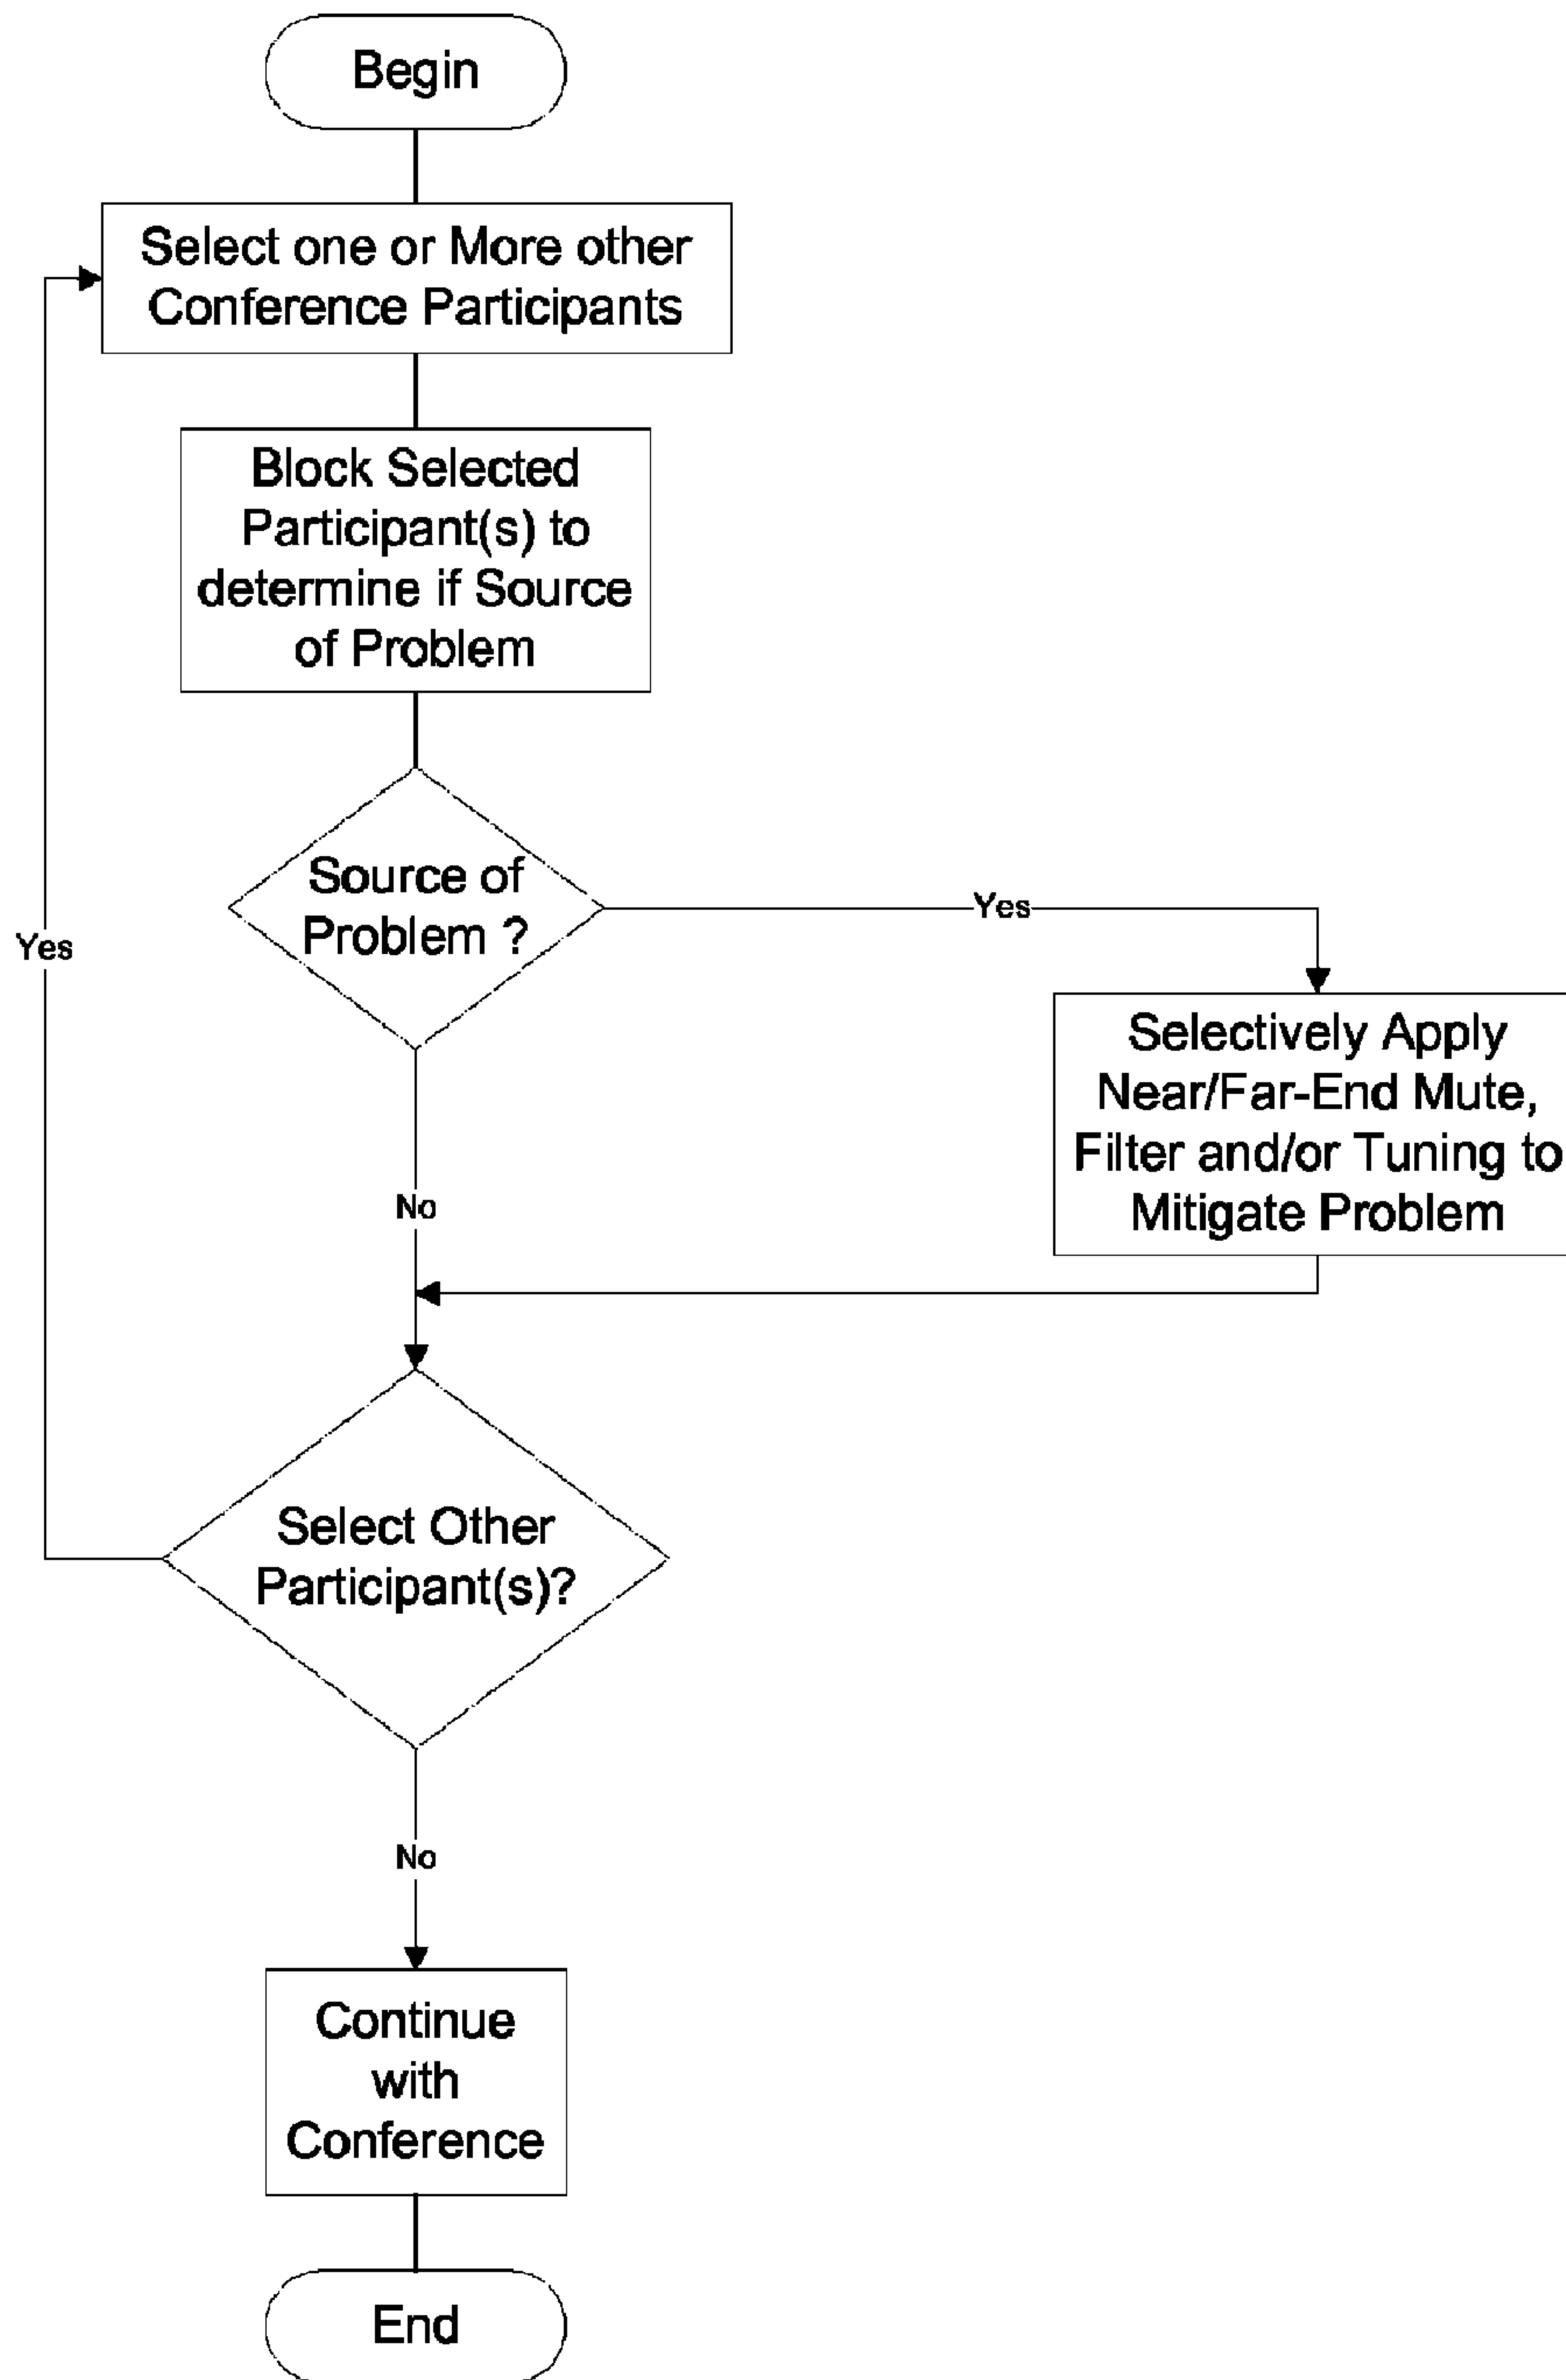 Begin
Select one or More other
Conference Participants
Block Selected
Participant(s) to
determine if Source
of Problem
Source of
Problem ?
Yes
Yes
Selectively Apply
Near/Far-End Mute,
Filter and/or Tuning to
Mitigate Problem
No
Select Other
Participant(s)?
No
Continue
with
Conference
End